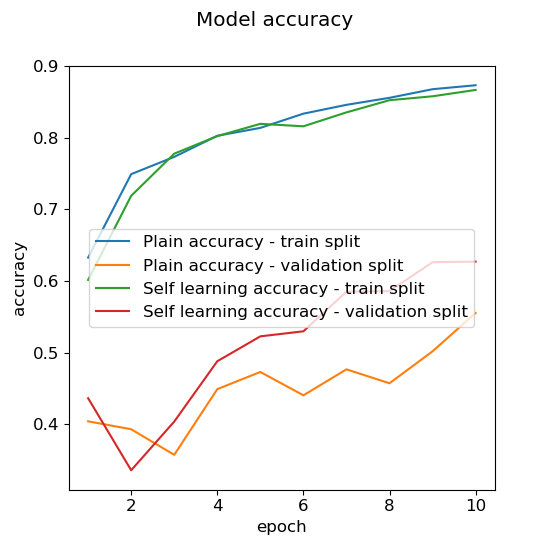 Model accuracy
0.9
0.8
0.7
0.6
0.5
0.4
accuracy
Plain accuracy - train split
Plain accuracy - validation split
Self learning accuracy - train split
Self learning accuracy - validation split
2 4 6 8 10
epoch